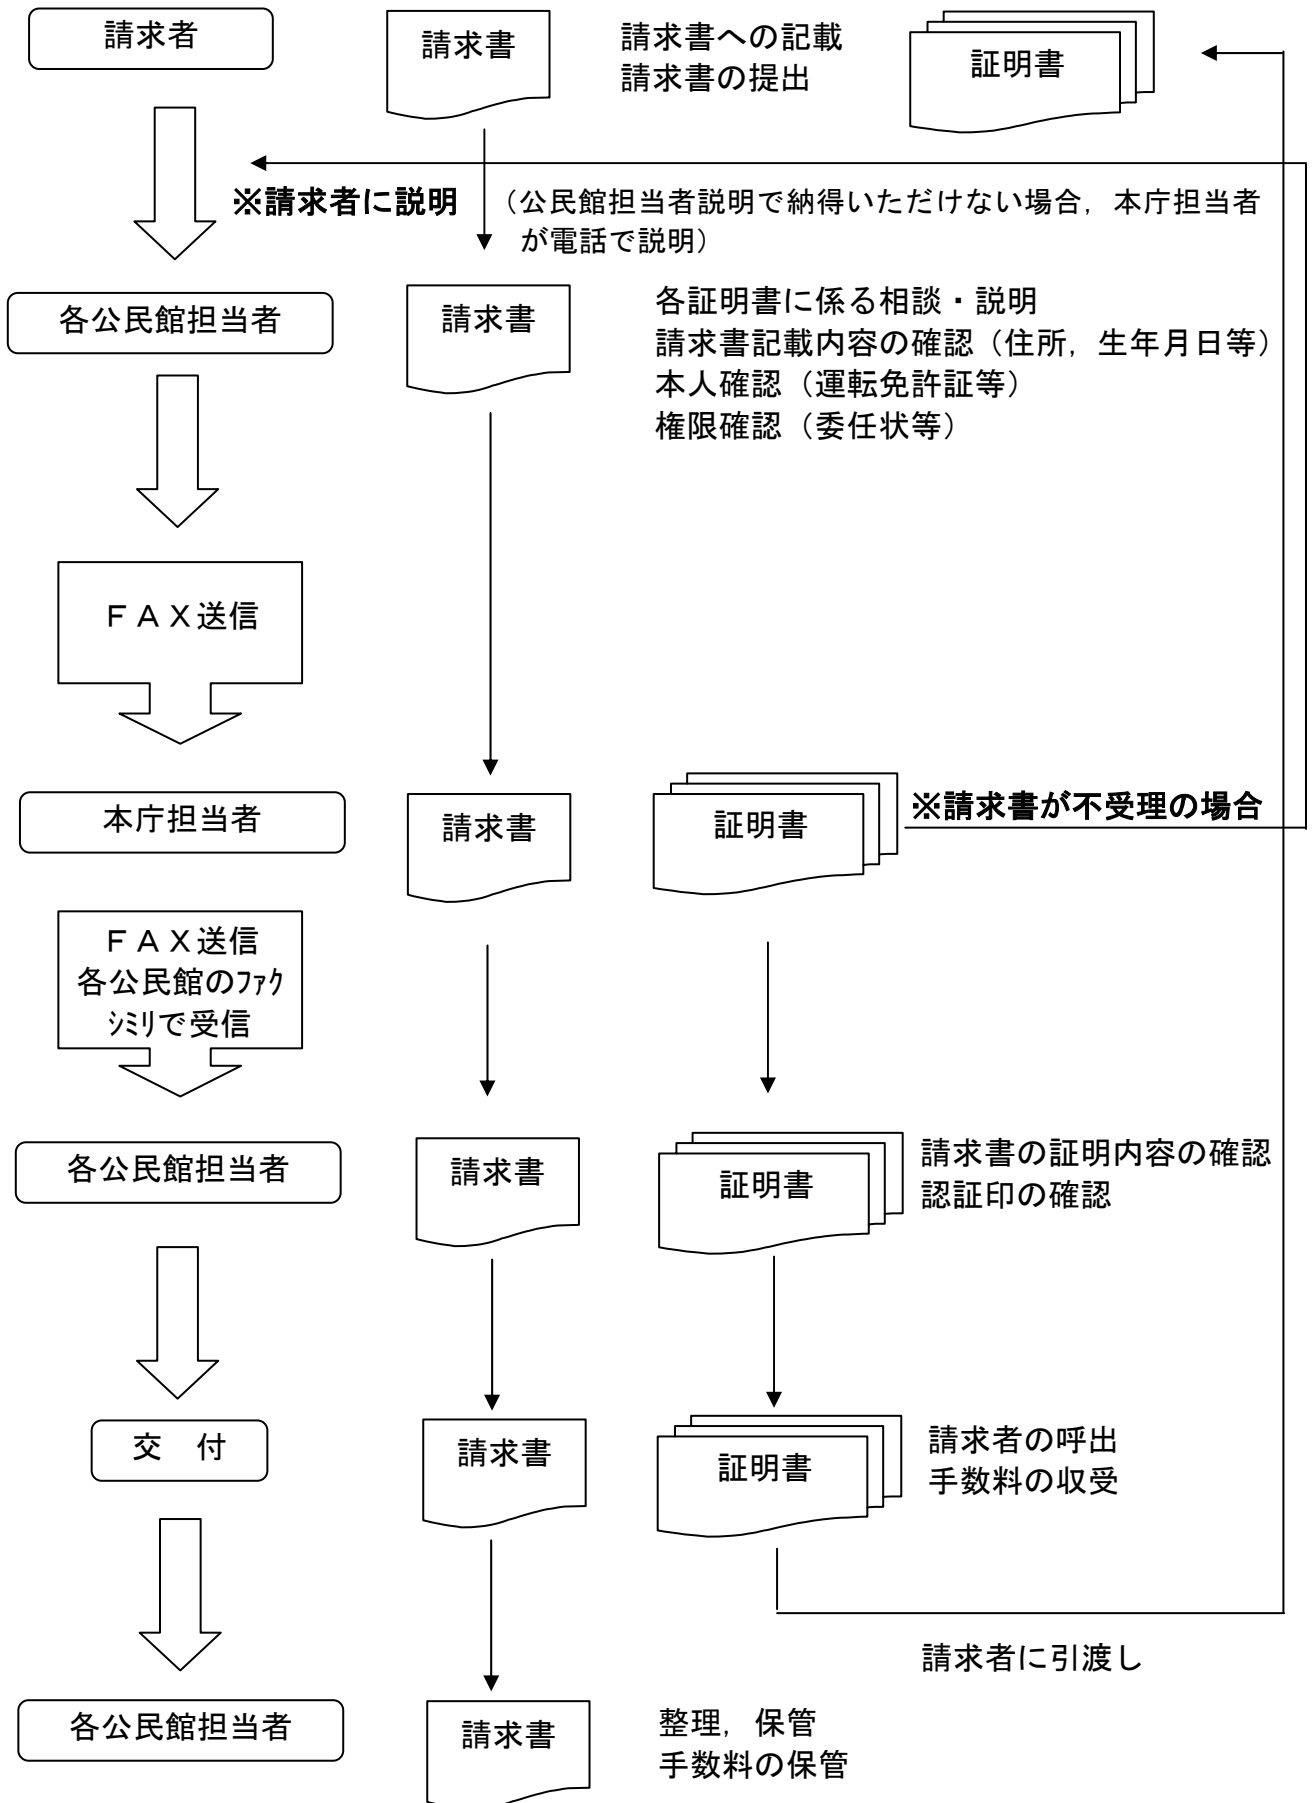 請求者
請求書
請求書への記載
請求書の提出
証明書
※請求者に説明
（公民館担当者説明で納得いただけない場合，本庁担当者
が電話で説明）
各公民館担当者
請求書
各証明書に係る相談・説明
請求書記載内容の確認（住所，生年月日等）
本人確認（運転免許証等）
権限確認（委任状等）
ＦＡＸ送信
本庁担当者
請求書
証明書
※請求書が不受理の場合
ＦＡＸ送信
各公民館のﾌｧｸ
ｼﾐﾘで受信
各公民館担当者
請求書
証明書
請求書の証明内容の確認
認証印の確認
交　付
請求書
証明書
請求者の呼出
手数料の収受
請求者に引渡し
各公民館担当者
請求書
整理，保管
手数料の保管